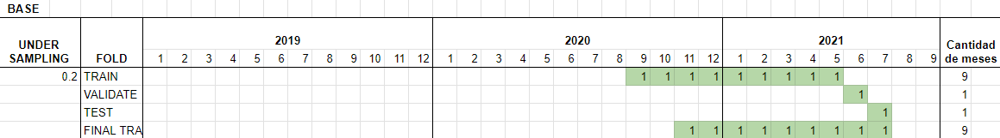 BASE
2019 2020 2021
UNDER SAMPLING FOLD 1 2 3 4 5 6 7 8 9 10 11 12 1 2 3 4 5 6 7 8 9 10 11 12 1 2 3 4 5 6 7 8 9 Cantidad de meses
0.2 TRAIN 1 1 1 1 1 1 1 1 1 9
VALIDATE 1 1
TEST 1 1
FINAL TRA 1 1 1 1 1 1 1 1 1 9